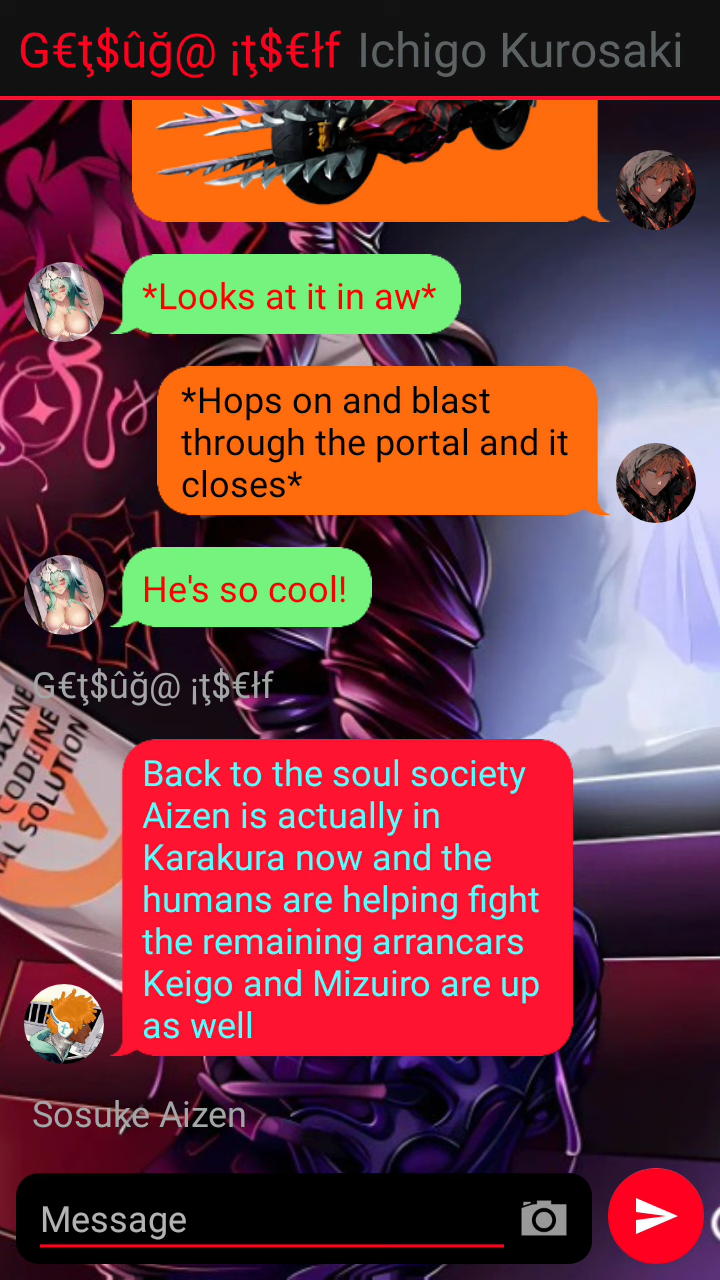 G€ţ$ûğ@ ¡ţ$€łf Ichigo Kurosaki
*Looks at it in aw*
*Hops on and blast
through the portal and it
closes*
He's so cool!
G€ţ$ûğ@ ¡ţ$€łf
CODEINE
SOLUTION
Back to the soul society
Aizen is actually in
Karakura now and the
humans are helping fight
the remaining arrancars
Keigo and Mizuiro are up
as well
Sosuke Aizen
Message